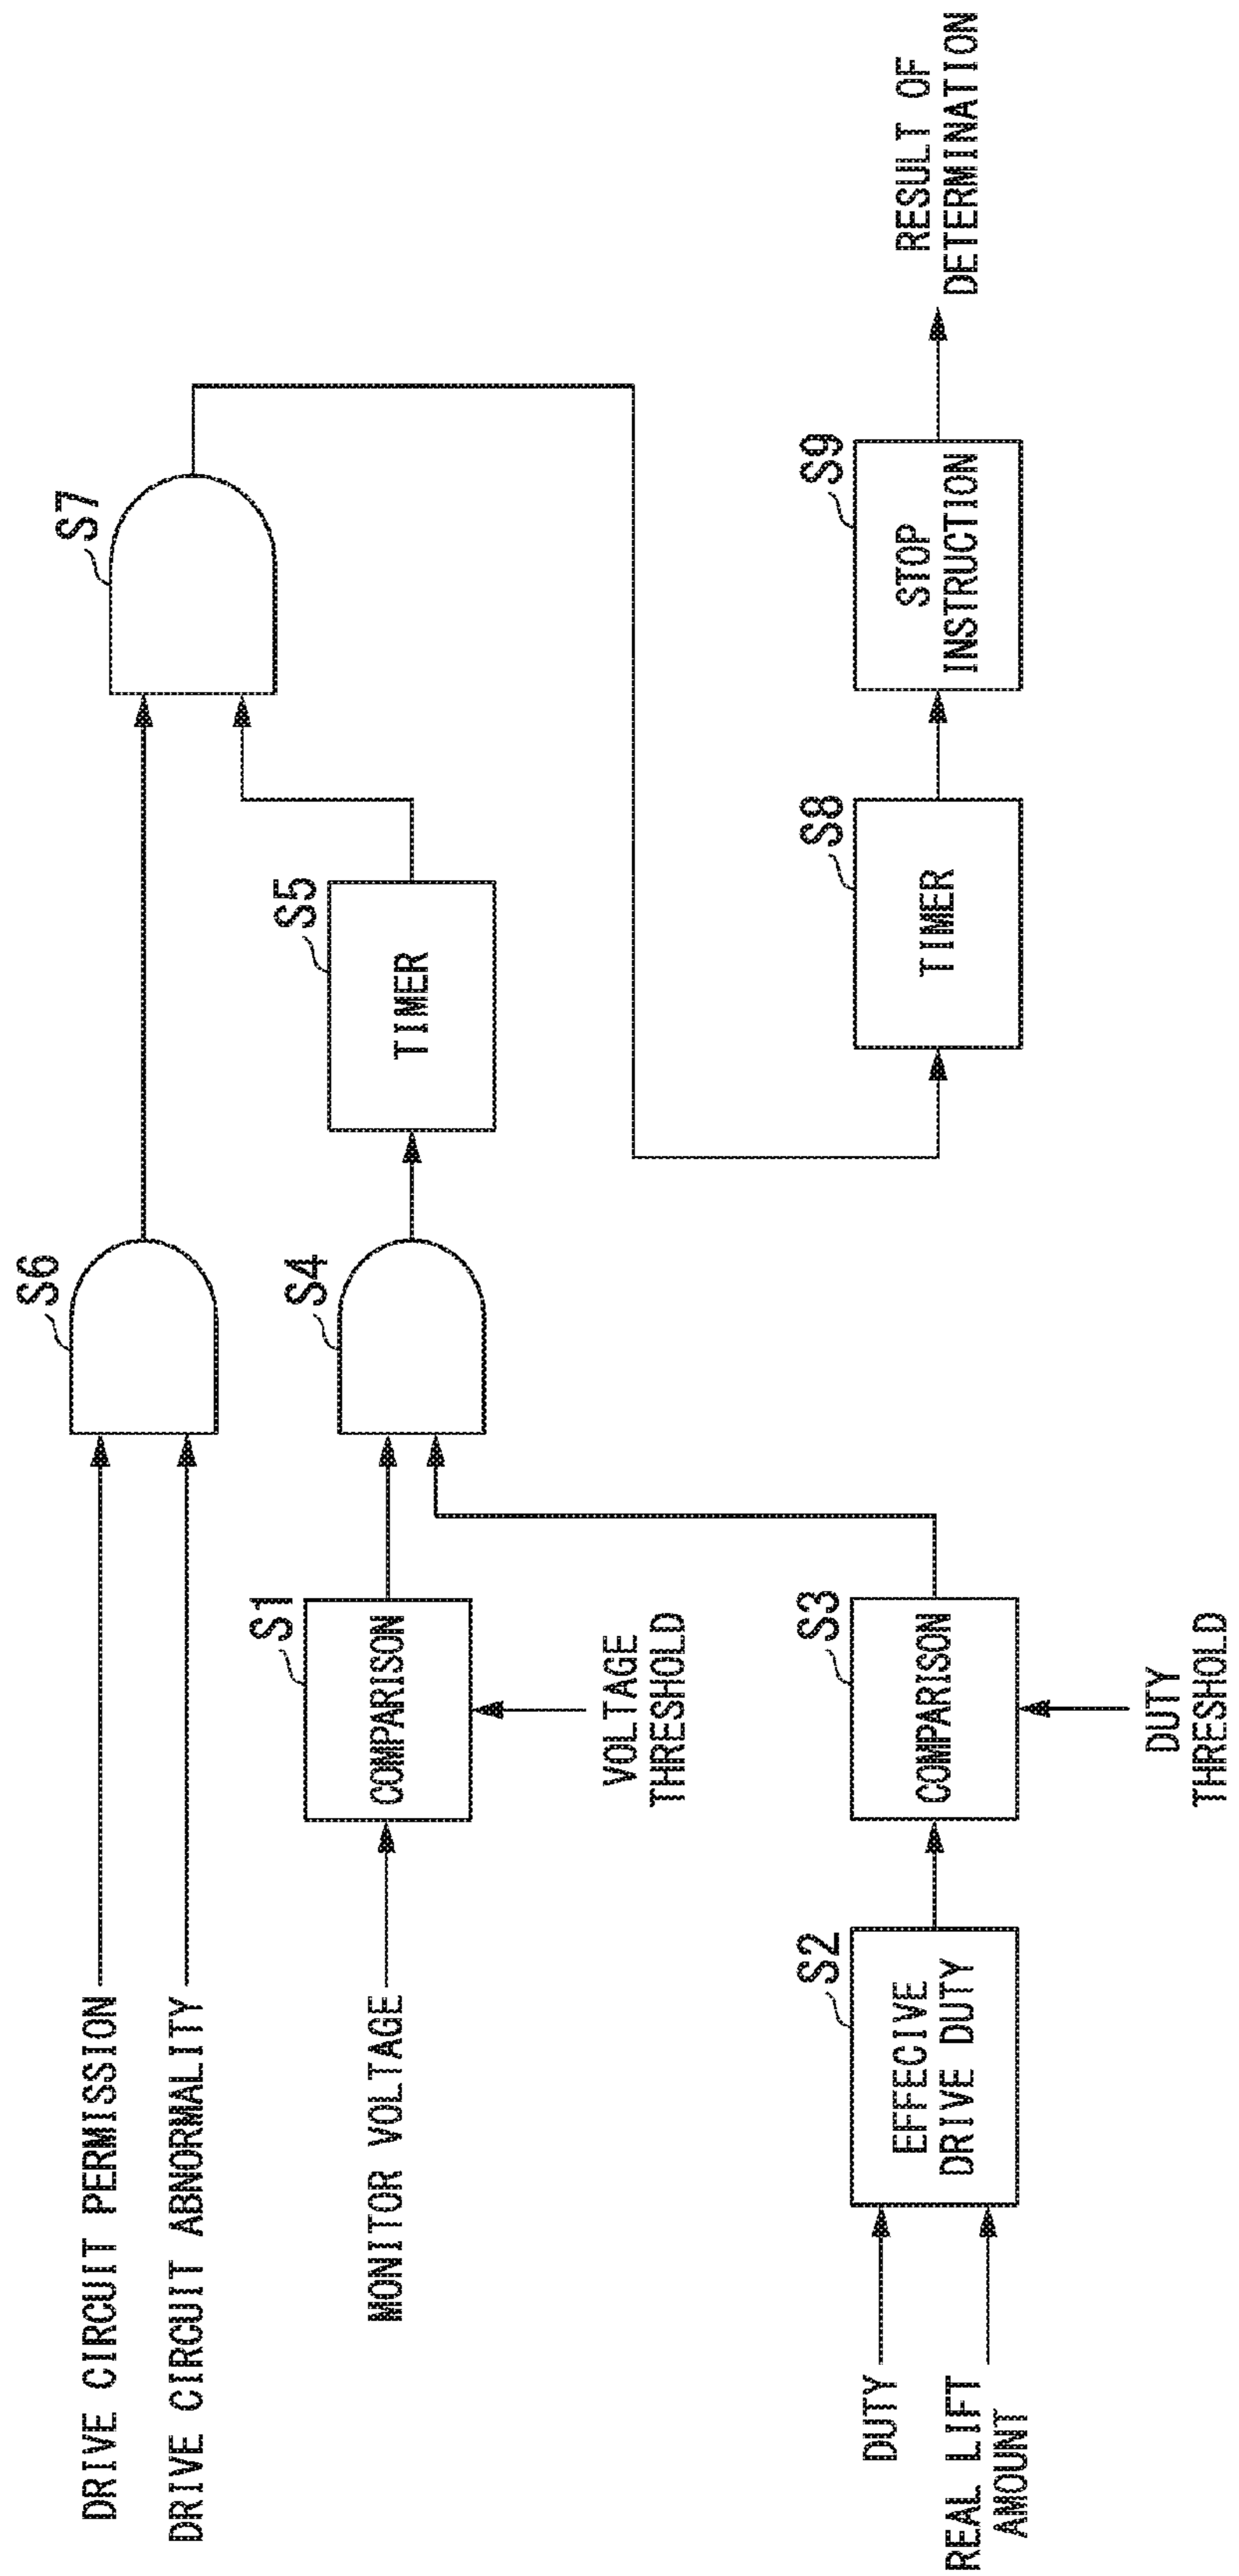 DRIVE CIRCUIT PERMISSION
DRIVE CIRCUIT ABNORMALITY
S6
S7
MONITOR VOLTAGE
S1
COMPARISON
VOLTAGE
THRESHOLD
S4
S5
TIMER
DUTY
REAL LIFT
AMOUNT
S2
EFFECTIVE
DRIVE DUTY
S3
COMPARISON
DUTY
THRESHOLD
S8
TIMER
S9
STOP
INSTRUCTION
RESULT OF
DETERMINATION